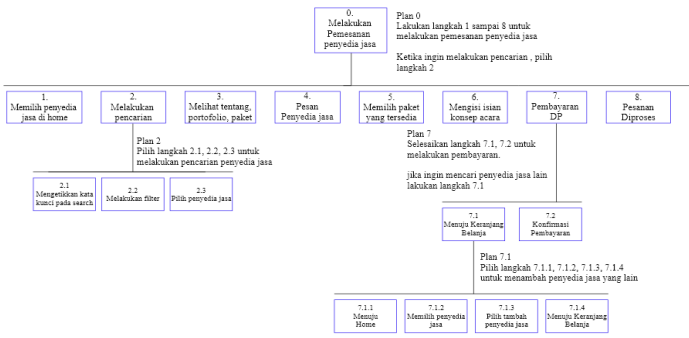 0.
Melakukan
Pemesanan
penyedia jasa
Plan 0
Lakukan langkah 1 sampai 8 untuk
melakukan pemesanan penyedia jasa
Ketika ingin melakukan pencarian , pilih
langkah 2
1.
Memilih penyedia
jasa di home
2.
Melakukan
pencarian
3.
Melihat tentang,
portofolio, paket
4.
Pesan
Penyedia jasa
5.
Memilih paket
yang tersedia
6.
Mengisi isian
konsep acara
7.
Pembayaran
DP
8.
Pesanan
Diproses
Plan 2
Pilih langkah 2.1, 2.2, 2.3 untuk
melakukan pencarian penyedia jasa
Plan 7
Selesaikan langkah 7.1, 7.2 untuk
melakukan pembayaran.
jika ingin mencari penyedia jasa lain
lakukan langkah 7.1
2.1
Mengetikkan kata
kunci pada search
2.2
Melakukan filter
2.3
Pilih penyedia jasa
7.1
Menuju Keranjang
Belanja
7.2
Konfirmasi
Pembayaran
Plan 7.1
Pilih langkah 7.1.1, 7.1.2, 7.1.3, 7.1.4
untuk menambah penyedia jasa yang lain
7.1.1
Menuju
Home
7.1.2
Memilih penyedia
jasa
7.1.3
Pilih tambah
penyedia jasa
7.1.4
Menuju Keranjang
Belanja